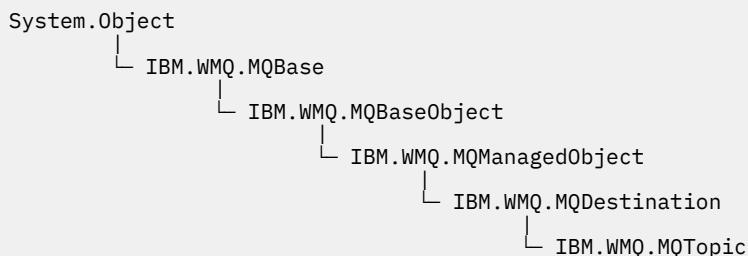 System.Object
IBM.WMQ.MQBase
IBM.WMQ.MQBaseObject
IBM.WMQ.MQManagedObject
IBM.WMQ.MQDestination
IBM.WMQ.MQTopic